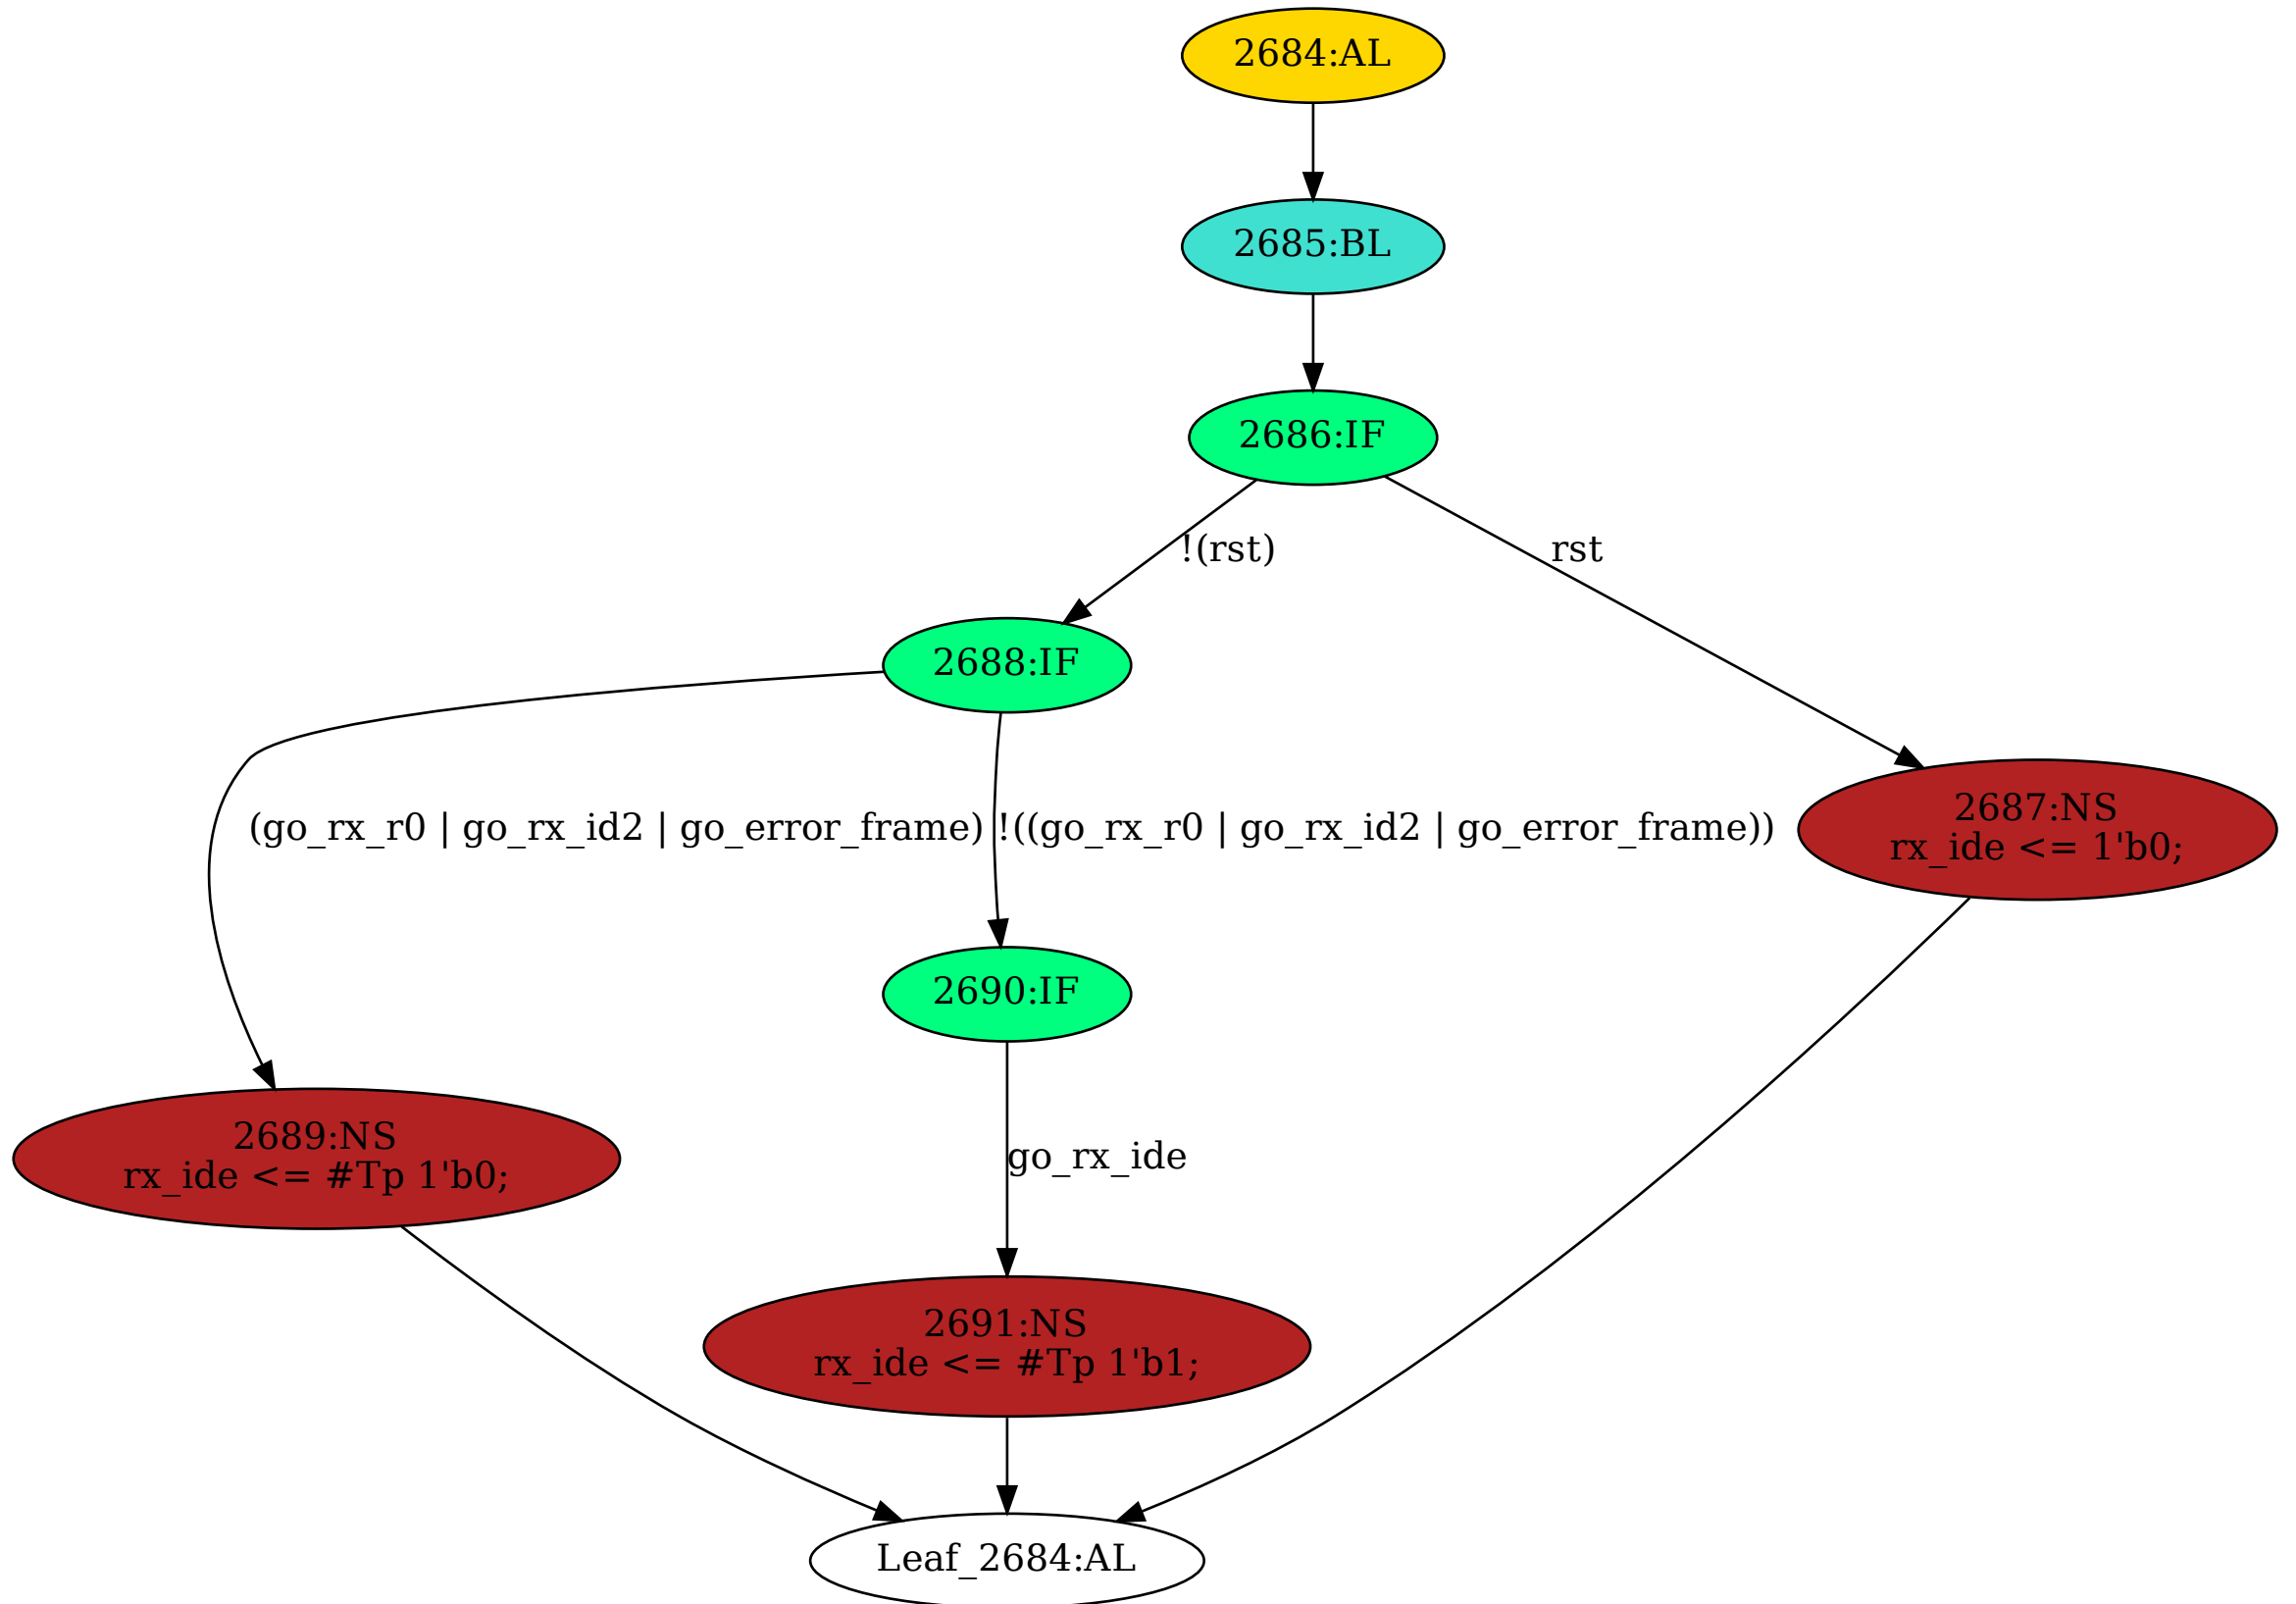 2684:AL
2685:BL
2686:IF
!(rst)
rst
2688:IF
(go_rx_r0 | go_rx_id2 | go_error_frame)
!((go_rx_r0 | go_rx_id2 | go_error_frame))
2687:NS
rx_ide <= 1'b0;
2690:IF
2689:NS
rx_ide <= #Tp 1'b0;
go_rx_ide
2691:NS
rx_ide <= #Tp 1'b1;
Leaf_2684:AL